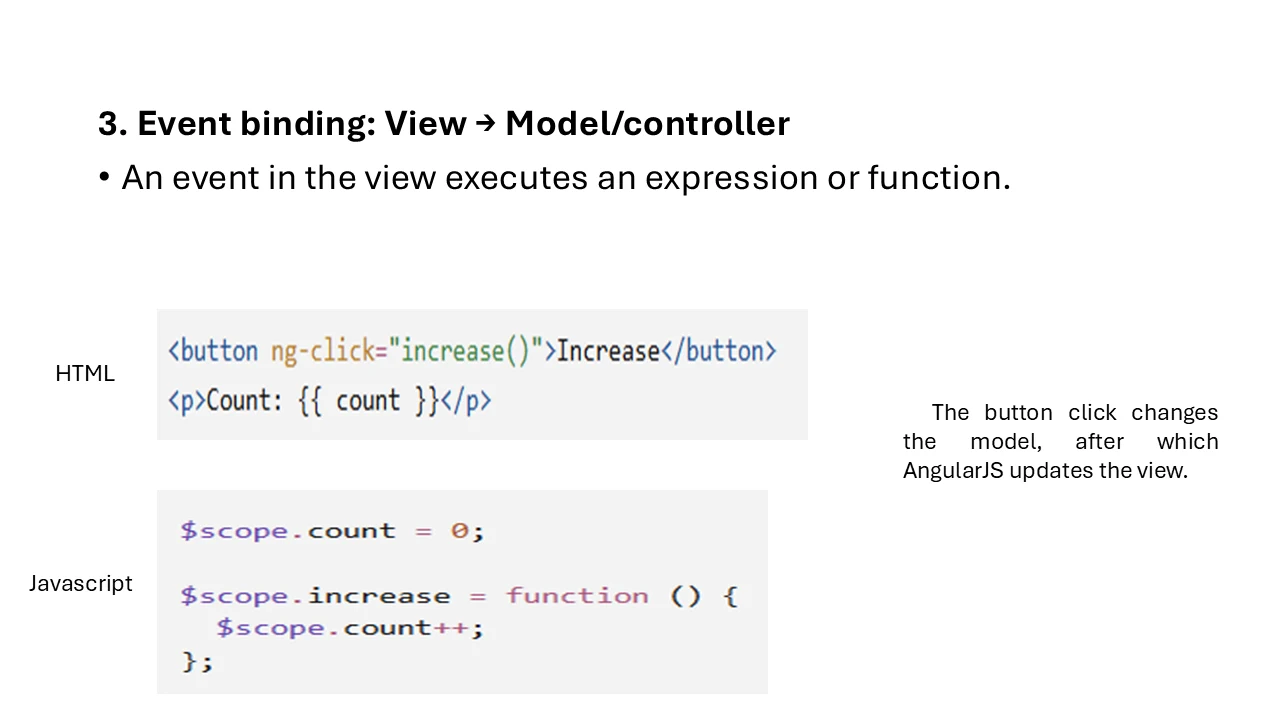 3. Event binding: View → Model/controller
• An event in the view executes an expression or function.
HTML
<button ng-click="increase()">Increase</button>
<p>Count: {{ count }}</p>
The button click changes
the model, after which
AngularJS updates the view.
Javascript
$scope.count = 0;
$scope.increase = function () {
  $scope.count++;
};